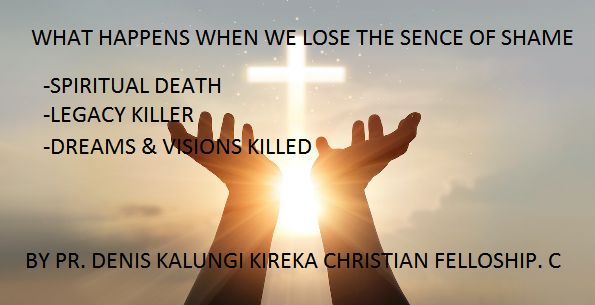 WHAT HAPPENS WHEN WE LOSE THE SENCE OF SHAME
-SPIRITUAL DEATH
-LEGACY KILLER
-DREAMS & VISIONS KILLED
BY PR. DENIS KALUNGI KIREKA CHRISTIAN FELLOSHIP. C